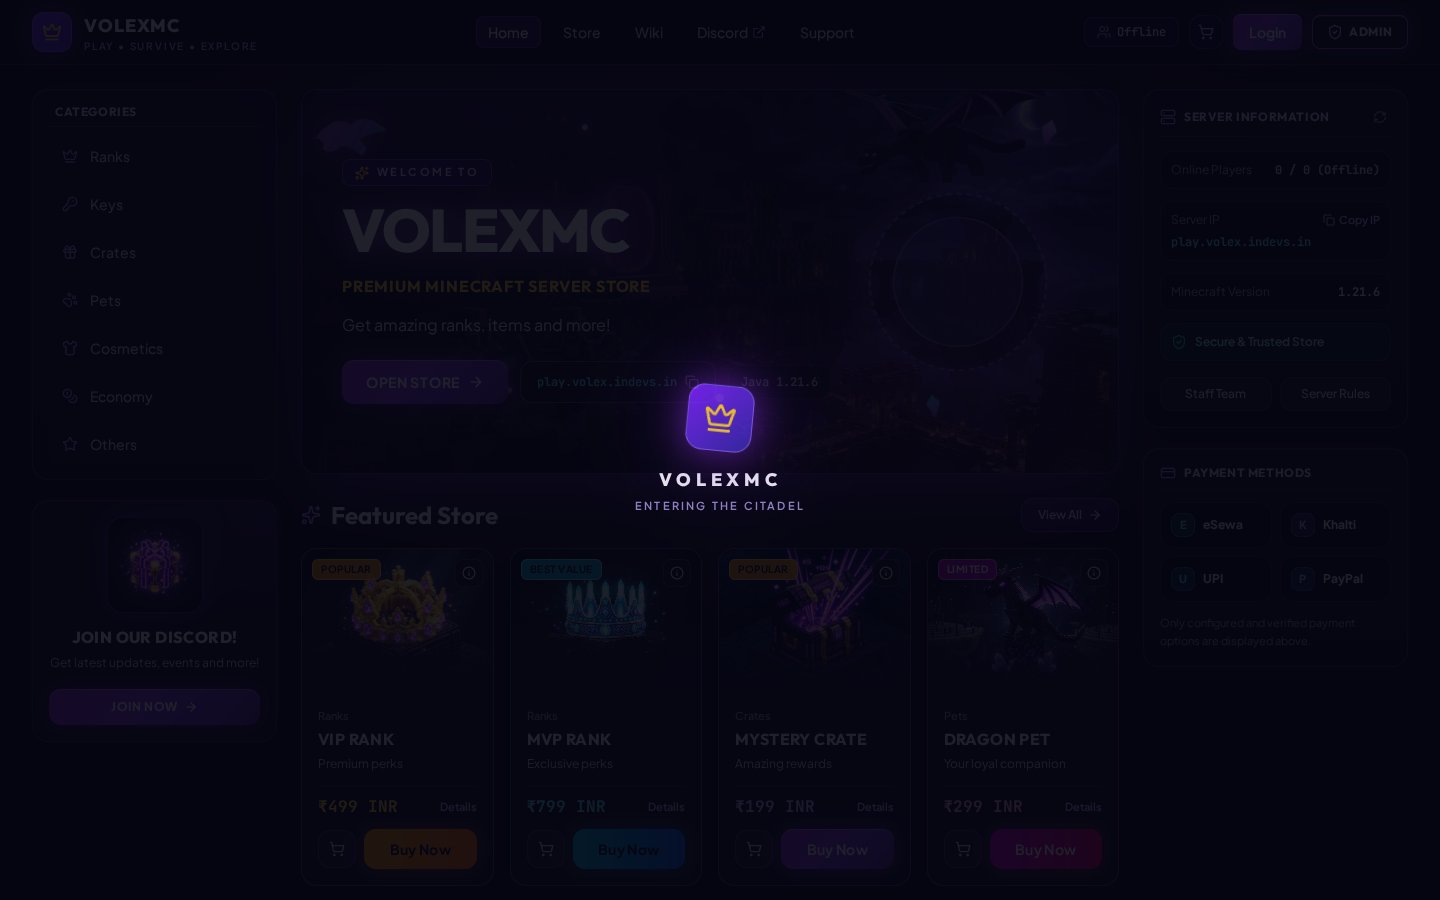 VOLEXMC
PLAY • SURVIVE • EXPLORE
Home
Store
Wiki
Discord
Support
Offline
Login
ADMIN
CATEGORIES
Ranks
Keys
Crates
Pets
Cosmetics
Economy
Others
JOIN OUR DISCORD!
Get latest updates, events and more!
JOIN NOW
WELCOME TO
VOLEXMC
PREMIUM MINECRAFT SERVER STORE
Get amazing ranks, items and more!
OPEN STORE
play.volex.indevs.in
Java 1.21.6
VOLEXMC
ENTERING THE CITADEL
Featured Store
View All
POPULAR
Ranks
VIP RANK
Premium perks
₹499 INR
Details
Buy Now
BEST VALUE
Ranks
MVP RANK
Exclusive perks
₹799 INR
Details
Buy Now
POPULAR
Crates
MYSTERY CRATE
Amazing rewards
₹199 INR
Details
Buy Now
LIMITED
Pets
DRAGON PET
Your loyal companion
₹299 INR
Details
Buy Now
SERVER INFORMATION
Online Players
0 / 0 (Offline)
Server IP
Copy IP
play.volex.indevs.in
Minecraft Version
1.21.6
Secure & Trusted Store
Staff Team
Server Rules
PAYMENT METHODS
E eSewa
K Khalti
U UPI
P PayPal
Only configured and verified payment
options are displayed above.